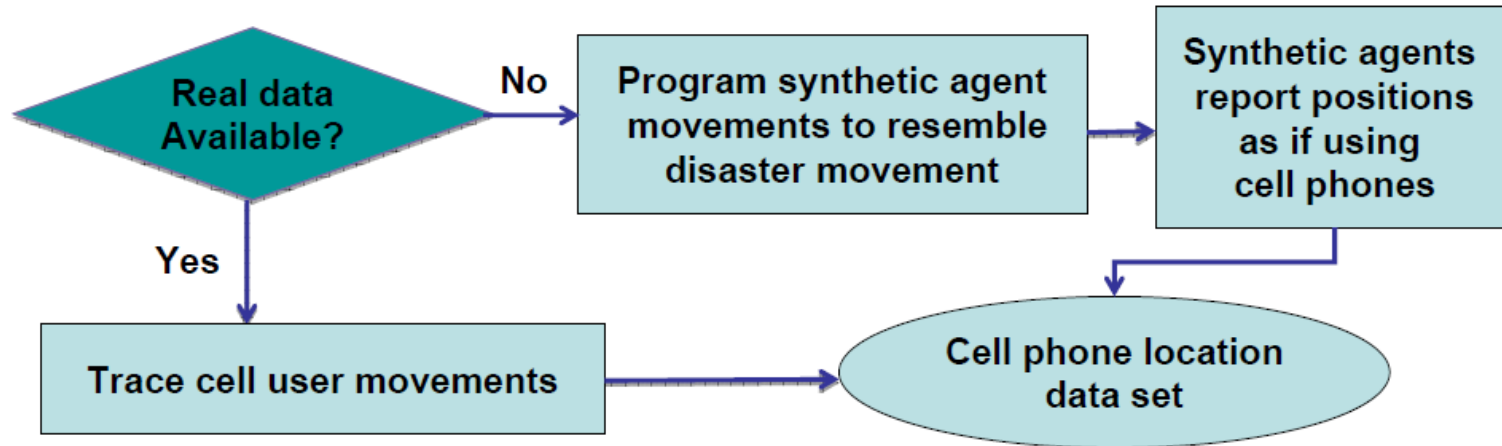 Real data
Available?
No
Program synthetic agent
movements to resemble
disaster movement
Synthetic agents
report positions
as if using
cell phones
Yes
Trace cell user movements
Cell phone location
data set